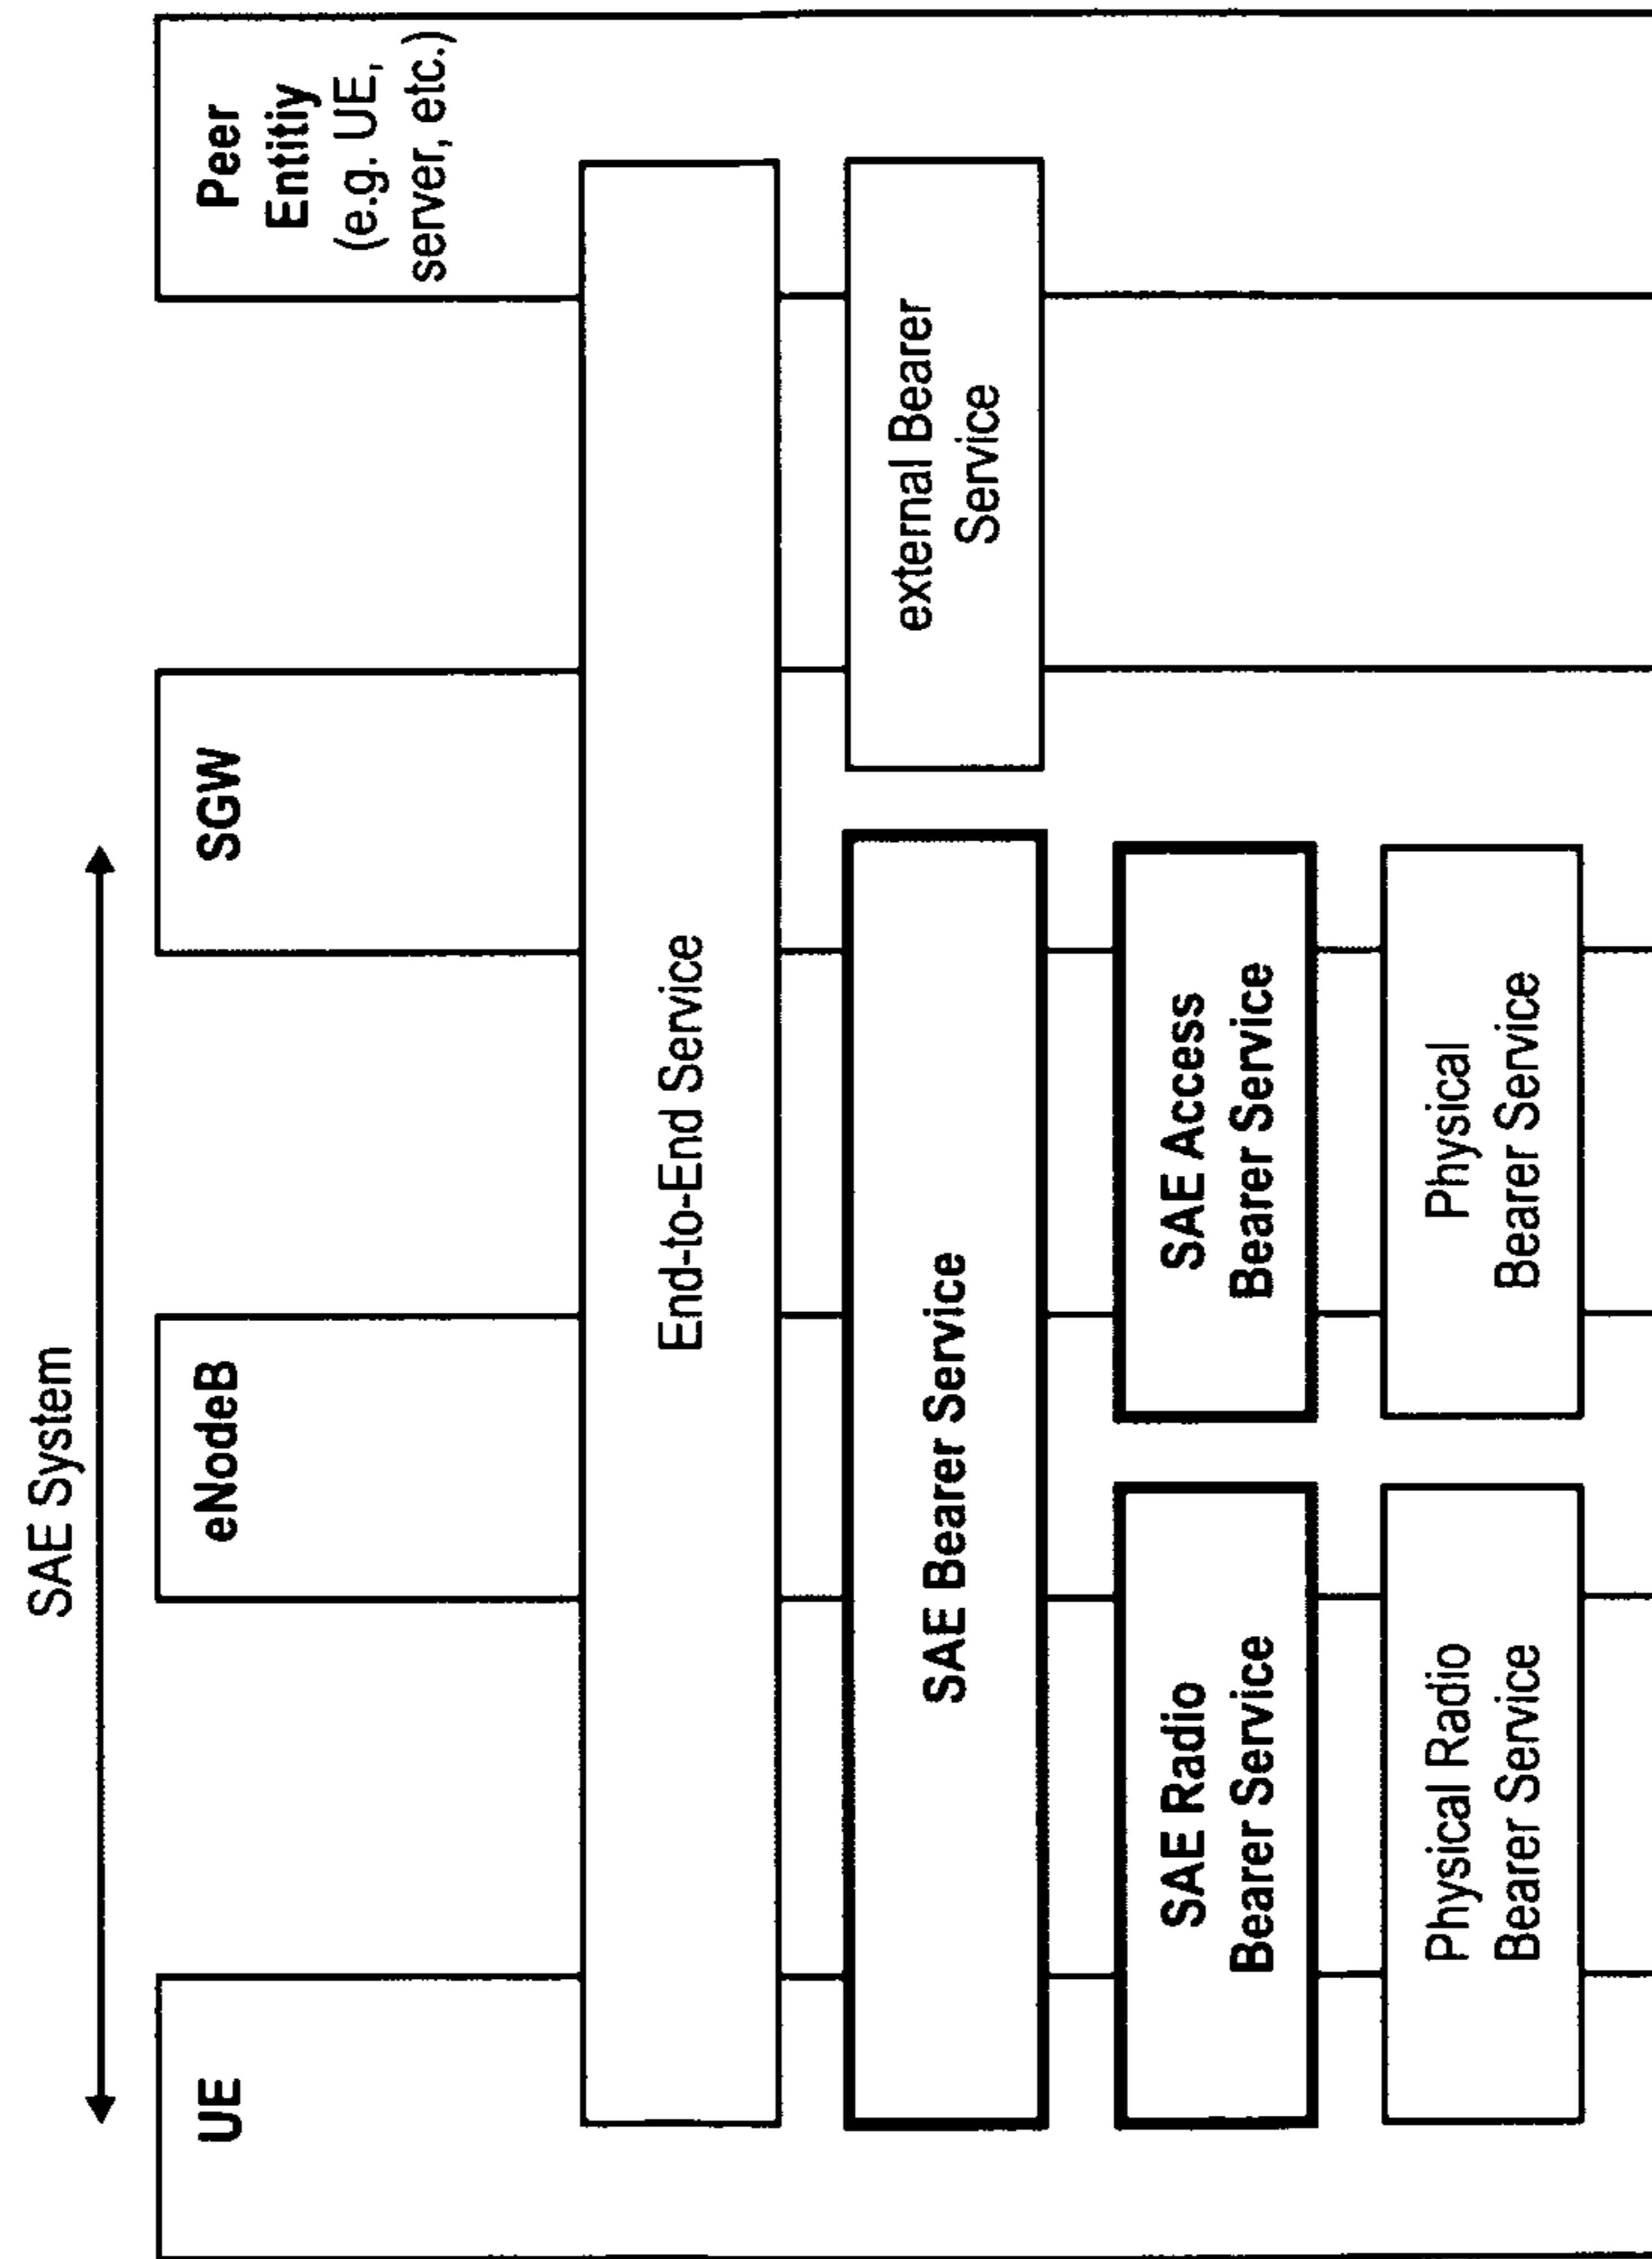 SAE System
UE
eNodeB
SGW
Peer
Entitiy
(e.g. UE,
server, etc.)
End-to-End Service
SAE Bearer Service
external Bearer
Service
SAE Radio
Bearer Service
SAE Access
Bearer Service
Physical Radio
Bearer Service
Physical
Bearer Service